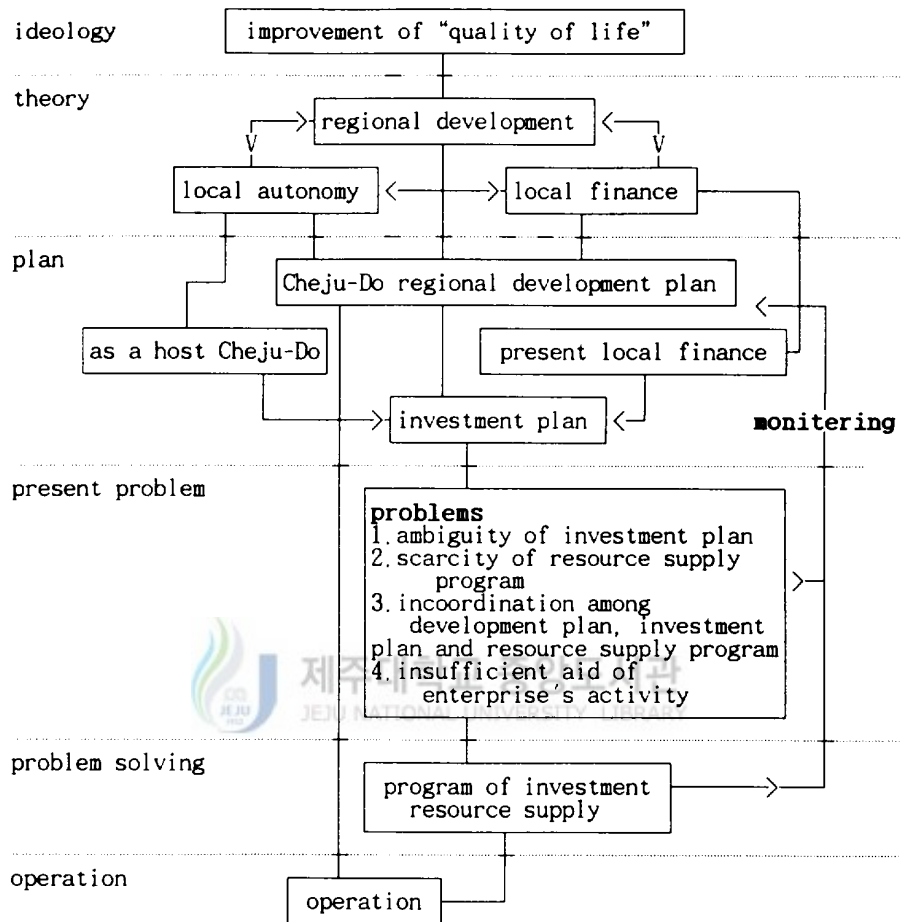 ideology
improvement of “quality of life”
theory
regional development
local autonomy
local finance
plan
Cheju-Do regional development plan
as a host Cheju-Do
present local finance
investment plan
monitering
present problem
problems
1. ambiguity of investment plan
2. scarcity of resource supply
program
3. incoordination among
development plan, investment
plan and resource supply program
4. insufficient aid of
enterprise's activity
제주대학교 중앙도서관
JEJU NATIONAL UNIVERSITY LIBRARY
JEJU
1952
problem solving
program of investment
resource supply
operation
operation